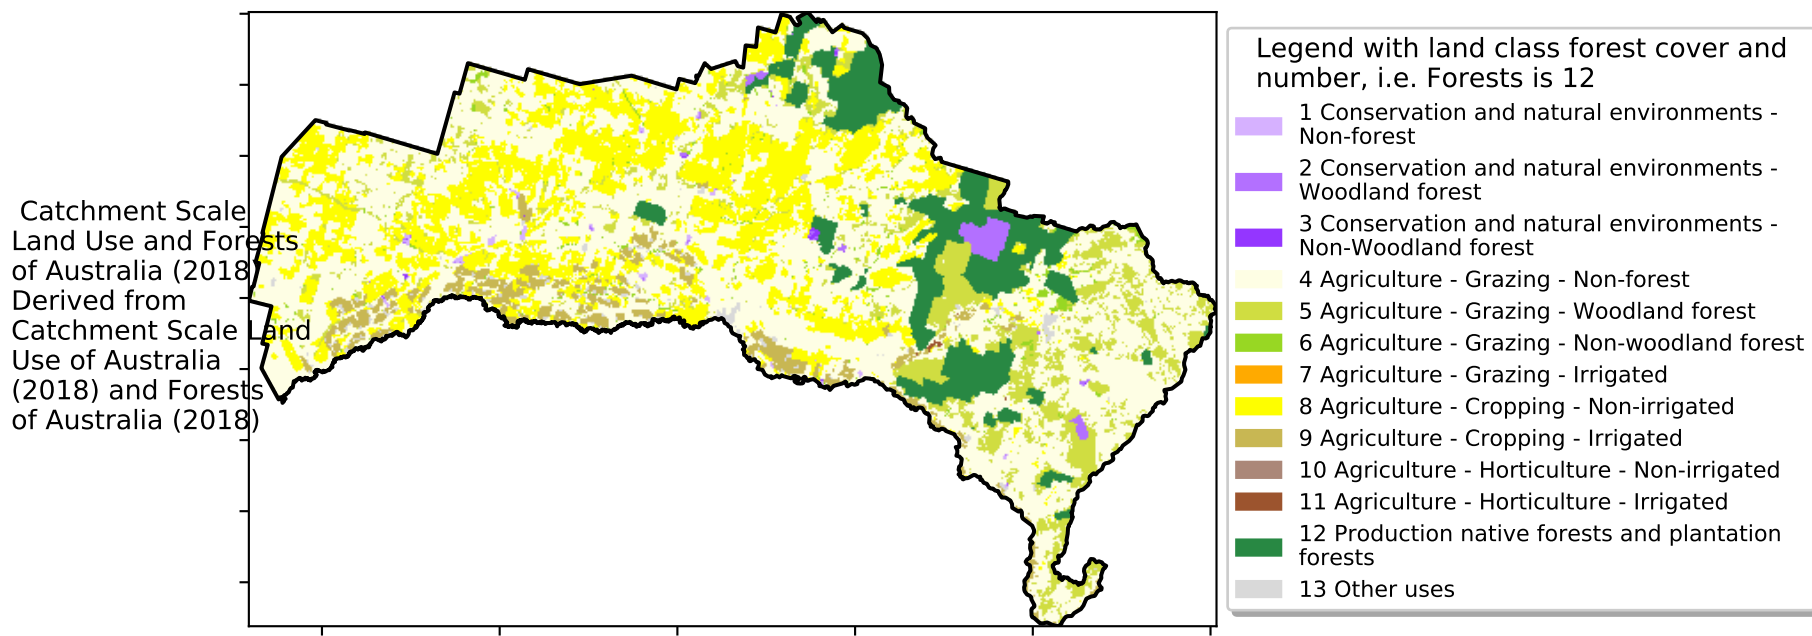 Catchment Scale
Land Use and Forests
of Australia (2018)
Derived from
Catchment Scale Land
Use of Australia
(2018) and Forests
of Australia (2018)
Legend with land class forest cover and
number, i.e. Forests is 12
1 Conservation and natural environments -
Non-forest
2 Conservation and natural environments -
Woodland forest
3 Conservation and natural environments -
Non-Woodland forest
4 Agriculture - Grazing - Non-forest
5 Agriculture - Grazing - Woodland forest
6 Agriculture - Grazing - Non-woodland forest
7 Agriculture - Grazing - Irrigated
8 Agriculture - Cropping - Non-irrigated
9 Agriculture - Cropping - Irrigated
10 Agriculture - Horticulture - Non-irrigated
11 Agriculture - Horticulture - Irrigated
12 Production native forests and plantation
forests
13 Other uses